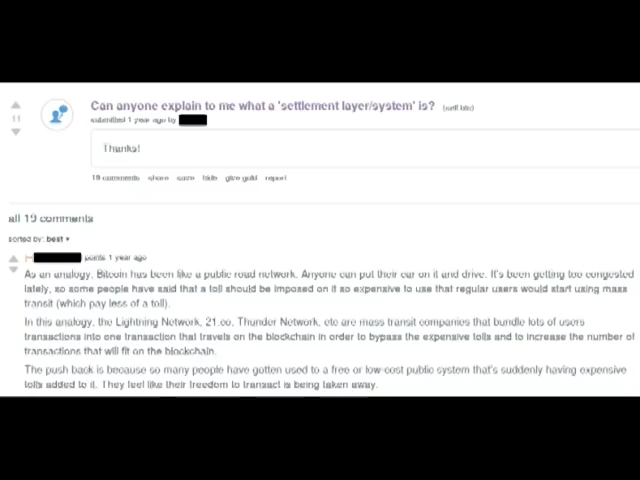 Can anyone explain to me what a 'settlement layer/system' is? (self.btc)
11
submitted 1 year ago by
Thanks!
19 comments share save hide give gold report
all 19 comments
sorted by: best
points 1 year ago
As an analogy, Bitcoin has been like a public road network. Anyone can put their car on it and drive. It's been getting too congested
lately, so some people have said that a toll should be imposed on it so expensive to use that regular users would start using mass
transit (which pay less of a toll).
In this analogy, the Lightning Network, 21.co, Thunder Network, etc are mass transit companies that bundle lots of users
transactions into one transaction that travels on the blockchain in order to bypass the expensive tolls and to increase the number of
transactions that will fit on the blockchain.
The push back is because so many people have gotten used to a free or low-cost public system that's suddenly having expensive
tolls added to it. They feel like their freedom to transact is being taken away.